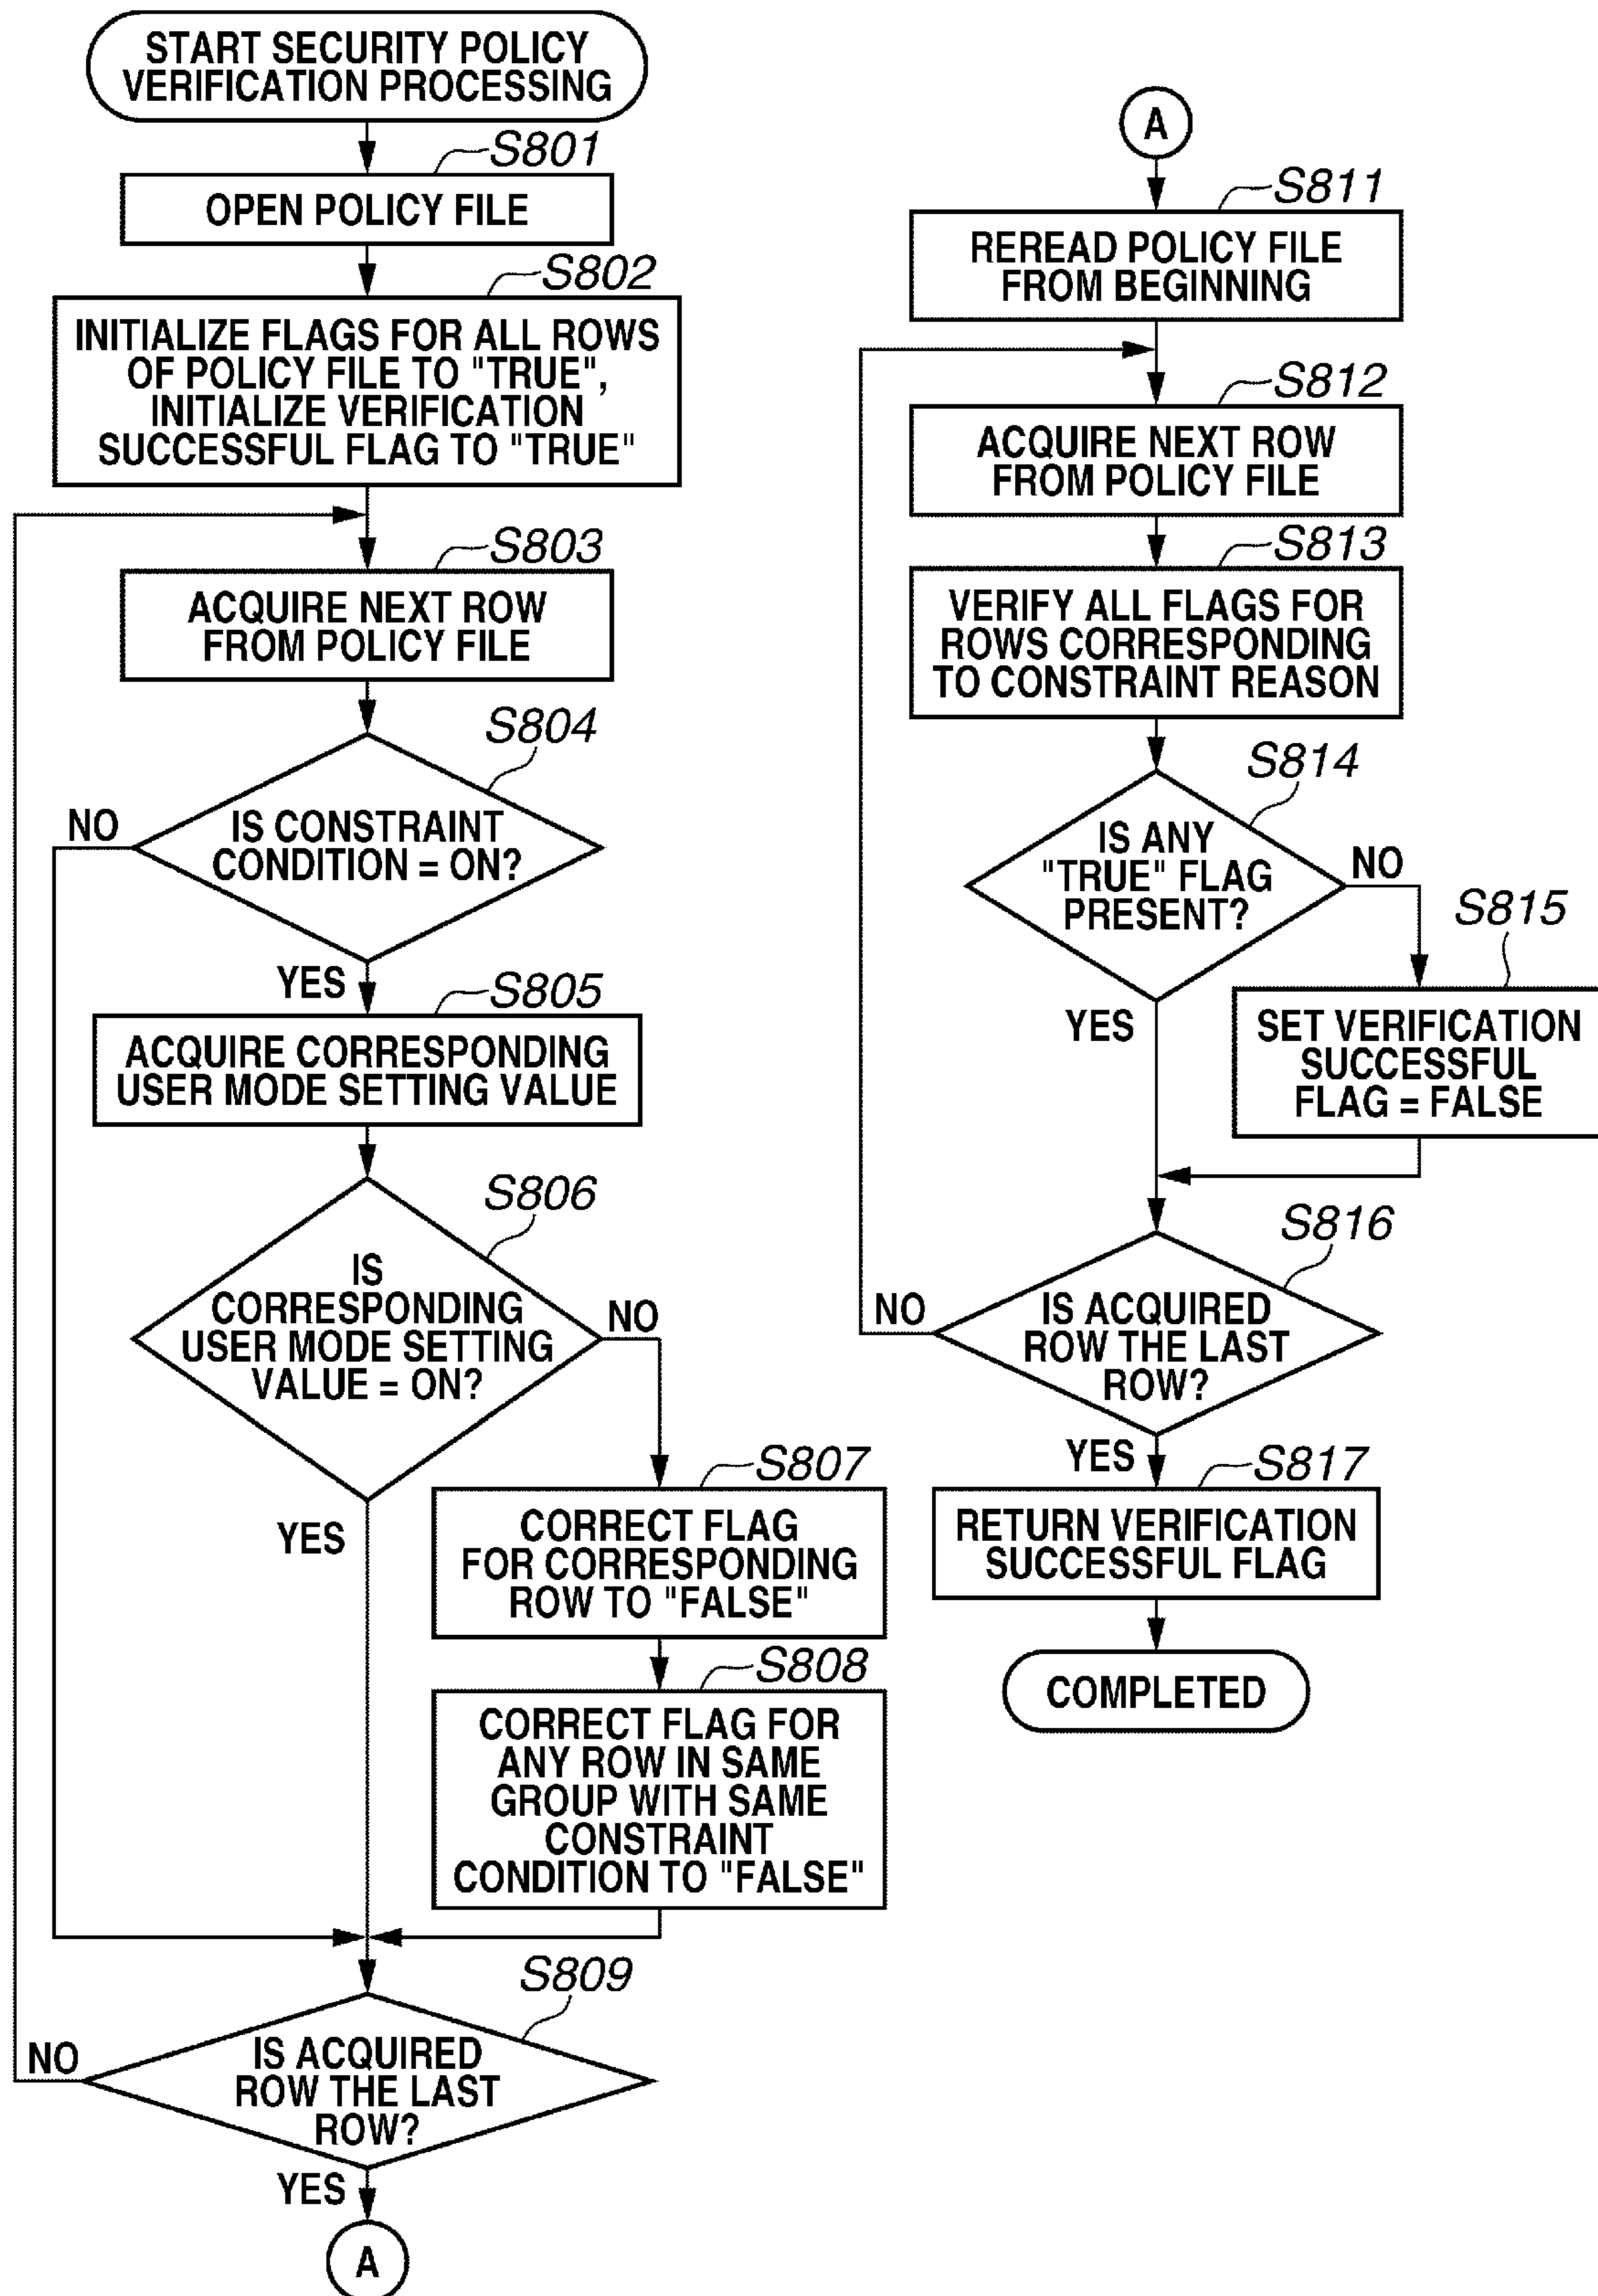 START SECURITY POLICY
VERIFICATION PROCESSING
S801
OPEN POLICY FILE
S802
INITIALIZE FLAGS FOR ALL ROWS
OF POLICY FILE TO "TRUE",
INITIALIZE VERIFICATION
SUCCESSFUL FLAG TO "TRUE"
S803
ACQUIRE NEXT ROW
FROM POLICY FILE
S804
NO
IS CONSTRAINT
CONDITION = ON?
YES
S805
ACQUIRE CORRESPONDING
USER MODE SETTING VALUE
S806
IS
CORRESPONDING
USER MODE SETTING
VALUE = ON?
NO
YES
S807
CORRECT FLAG
FOR CORRESPONDING
ROW TO "FALSE"
S808
CORRECT FLAG FOR
ANY ROW IN SAME
GROUP WITH SAME
CONSTRAINT
CONDITION TO "FALSE"
S809
NO
IS ACQUIRED
ROW THE LAST
ROW?
YES
A
A
S811
REREAD POLICY FILE
FROM BEGINNING
S812
ACQUIRE NEXT ROW
FROM POLICY FILE
S813
VERIFY ALL FLAGS FOR
ROWS CORRESPONDING
TO CONSTRAINT REASON
S814
IS ANY
"TRUE" FLAG
PRESENT?
NO
YES
S815
SET VERIFICATION
SUCCESSFUL
FLAG = FALSE
S816
NO
IS ACQUIRED
ROW THE LAST
ROW?
YES
S817
RETURN VERIFICATION
SUCCESSFUL FLAG
COMPLETED